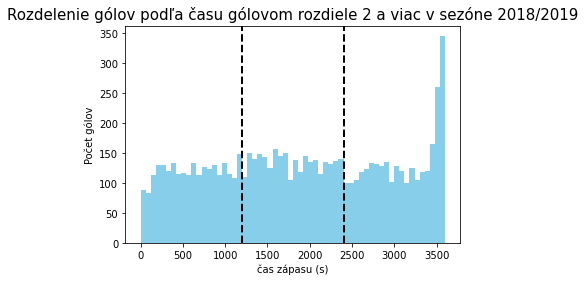 Rozdelenie gólov podľa času gólovom rozdiele 2 a viac v sezóne 2018/2019
350
300
250
200
150
100
50
0
Počet gólov
0 500 1000 1500 2000 2500 3000 3500
čas zápasu (s)